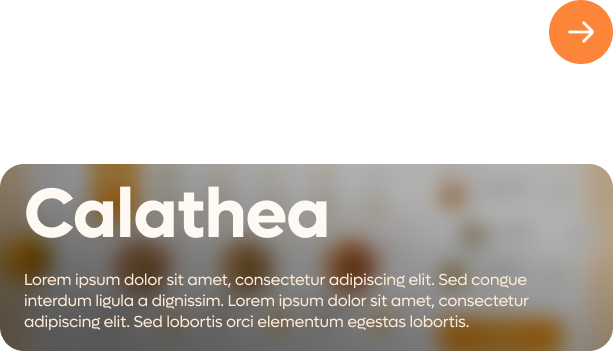 Calathea
Lorem ipsum dolor sit amet, consectetur adipiscing elit. Sed congue
interdum ligula a dignissim. Lorem ipsum dolor sit amet, consectetur
adipiscing elit. Sed lobortis orci elementum egestas lobortis.